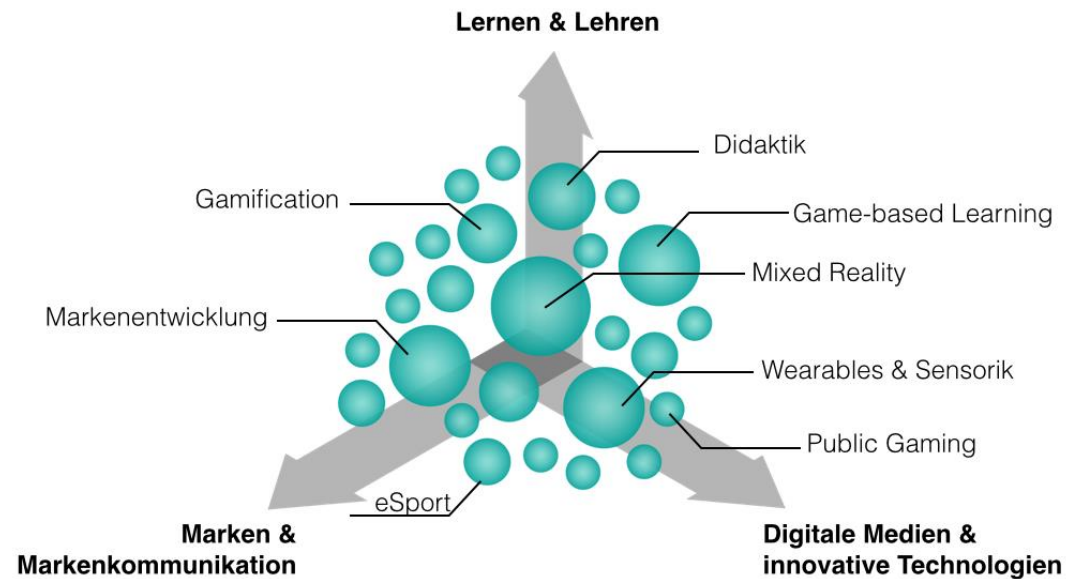 Lernen & Lehren
Didaktik
Gamification
Game-based Learning
Mixed Reality
Markenentwicklung
Wearables & Sensorik
Public Gaming
eSport
Marken &
Markenkommunikation
Digitale Medien &
innovative Technologien